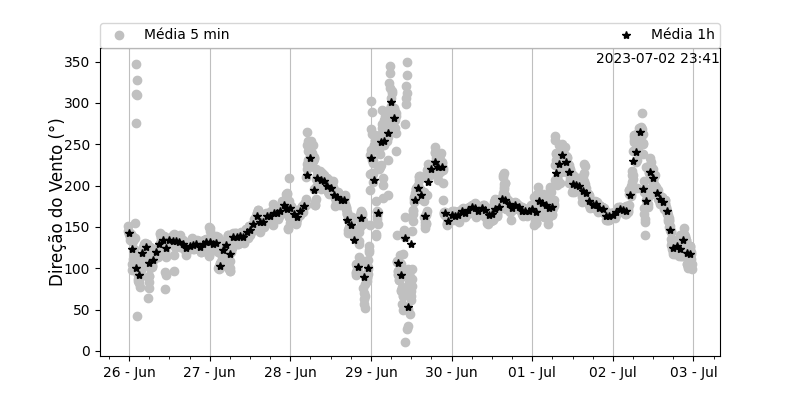 Média 5 min
Média 1h
2023-07-02 23:41
Direção do Vento (°)
350
300
250
200
150
100
50
0
26 - Jun
27 - Jun
28 - Jun
29 - Jun
30 - Jun
01 - Jul
02 - Jul
03 - Jul